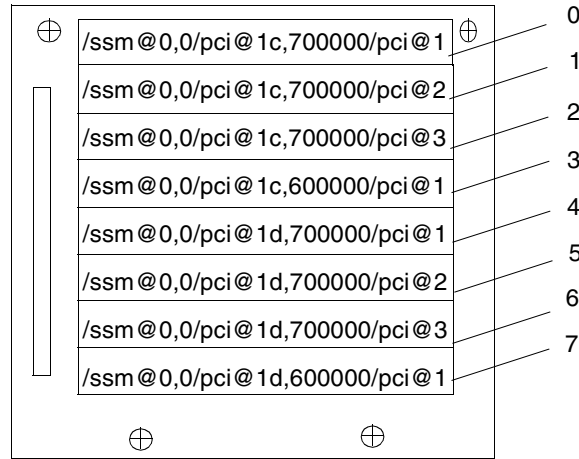 /ssm@0,0/pci@1c,700000/pci@1 0
/ssm@0,0/pci@1c,700000/pci@2 1
/ssm@0,0/pci@1c,700000/pci@3 2
/ssm@0,0/pci@1c,600000/pci@1 3
/ssm@0,0/pci@1d,700000/pci@1 4
/ssm@0,0/pci@1d,700000/pci@2 5
/ssm@0,0/pci@1d,700000/pci@3 6
/ssm@0,0/pci@1d,600000/pci@1 7